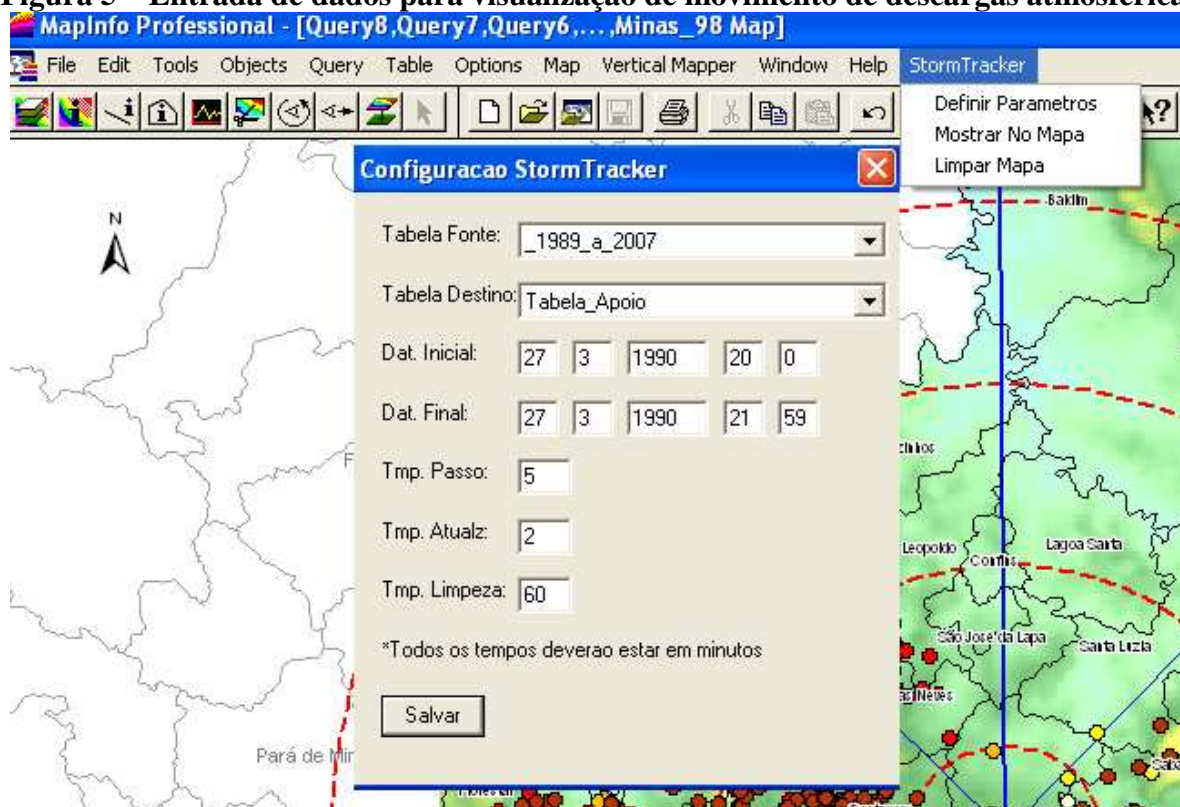 Figura 5 – Entrada de dados para visualização de movimento de descargas atmosférica
MapInfo Professional - [Query8,Query7,Query6,...,Minas_98 Map]
File Edit Tools Objects Query Table Options Map Vertical Mapper Window Help StormTracker
Definir Parametros
Mostrar No Mapa
Limpar Mapa
Configuracao StormTracker
N
Tabela Fonte: _1989_a_2007
Tabela Destino: Tabela_Apoio
Dat. Inicial: 27 3 1990 20 0
Dat. Final: 27 3 1990 21 59
Tmp. Passo: 5
Tmp. Atualz: 2
Tmp. Limpeza: 60
*Todos os tempos deverao estar em minutos
Salvar
Baldim
Leopoldo
Confins
Lagoa Santa
São José da Lapa
Santa Luzia
as Neves
Pará de Mi